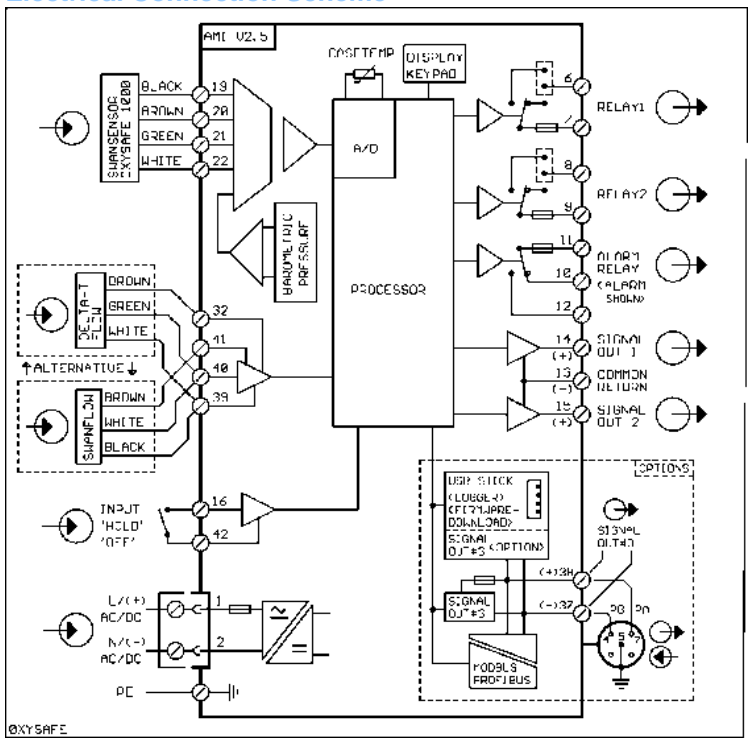 Electrical Connection Scheme
AMI V2.5
CASETEMP
DISPLAY
KEYPAD
SWANSENSOR
OXYSAFE 1000
BLACK 19
BROWN 20
GREEN 21
WHITE 22
A/D
BAROMETRIC
PRESSURE
PROCESSOR
6
RELAY1
7
8
RELAY2
9
11
ALARM
RELAY
(ALARM
SHOWN)
10
12
14
(+)
SIGNAL
OUT 1
13
(-)
COMMON
RETURN
15
(+)
SIGNAL
OUT 2
DELTA-T
FLOW
BROWN
GREEN
WHITE
32
41
40
39
↑ALTERNATIVE↓
SWANFLOW
BROWN
WHITE
BLACK
INPUT
'HOLD'
'OFF'
16
42
L/(+)
AC/DC
1
N/(-)
AC/DC
2
PE
OPTIONS
USB STICK
(LOGGER)
(FIRMWARE-
DOWNLOAD)
SIGNAL
OUT#3 (OPTION)
SIGNAL
OUT#3
(+)38
(-)37
SIGNAL
OUT#3
PB PA
4 5 7
MODBUS
PROFIBUS
OXYSAFE